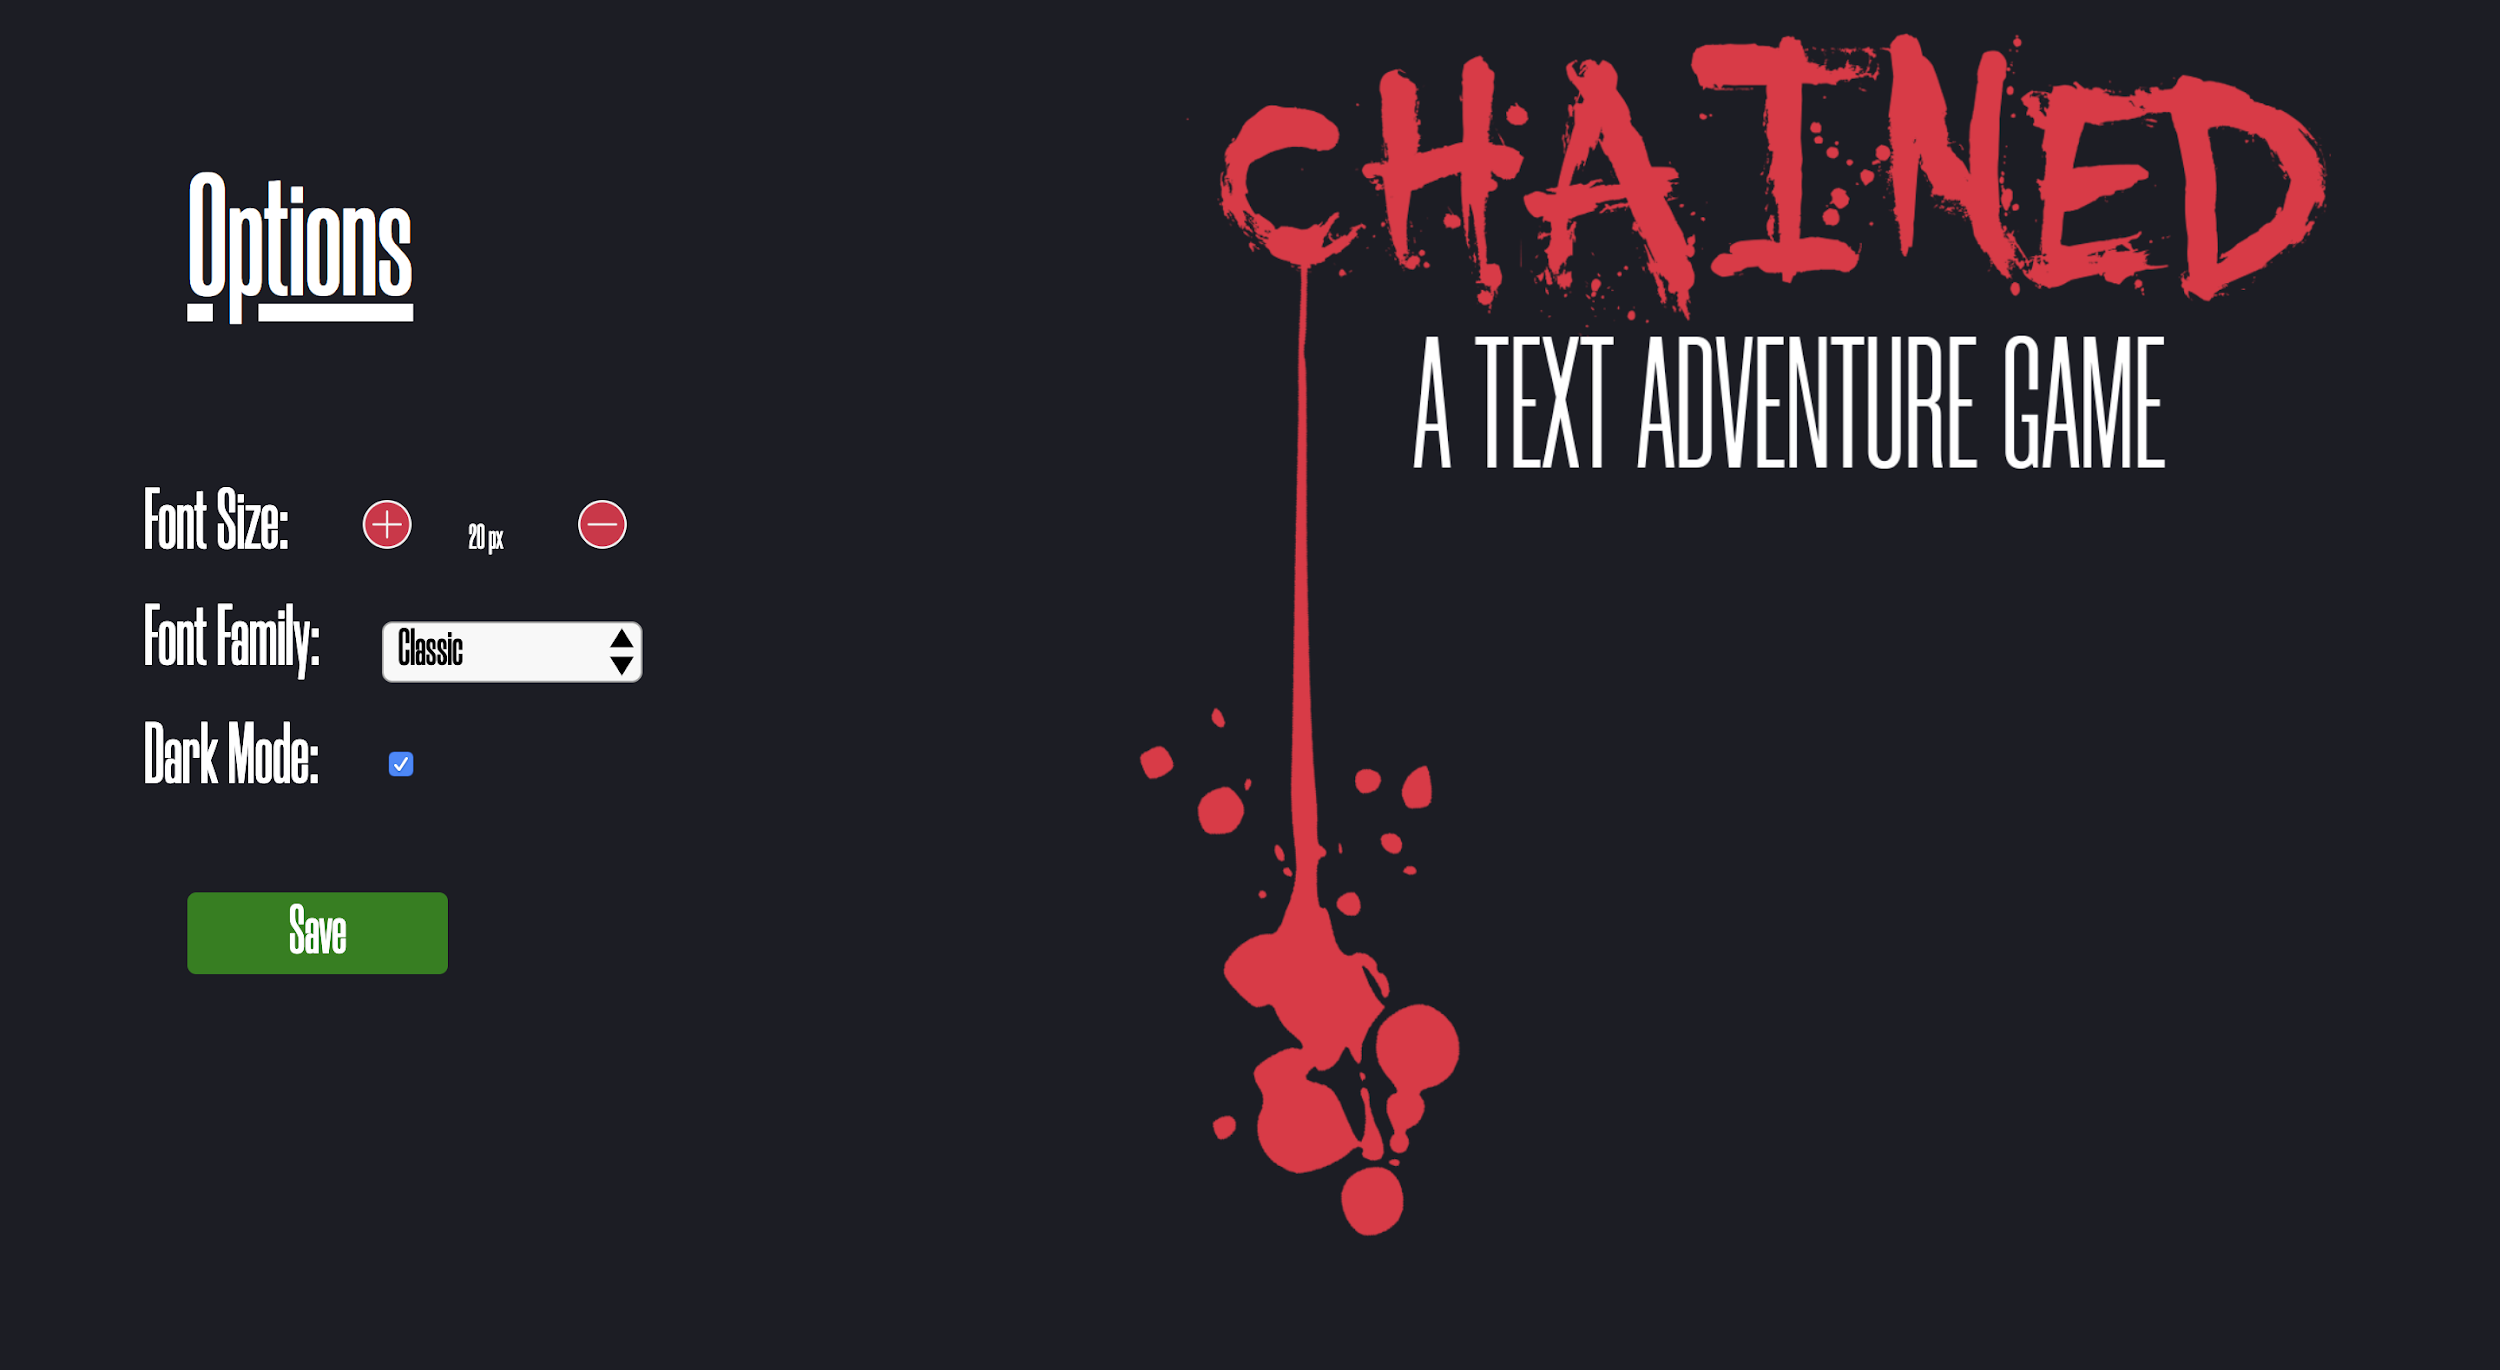 Options
Font Size:
20 px
Font Family:
Classic
Dark Mode:
Save
CHAINED
A TEXT ADVENTURE GAME